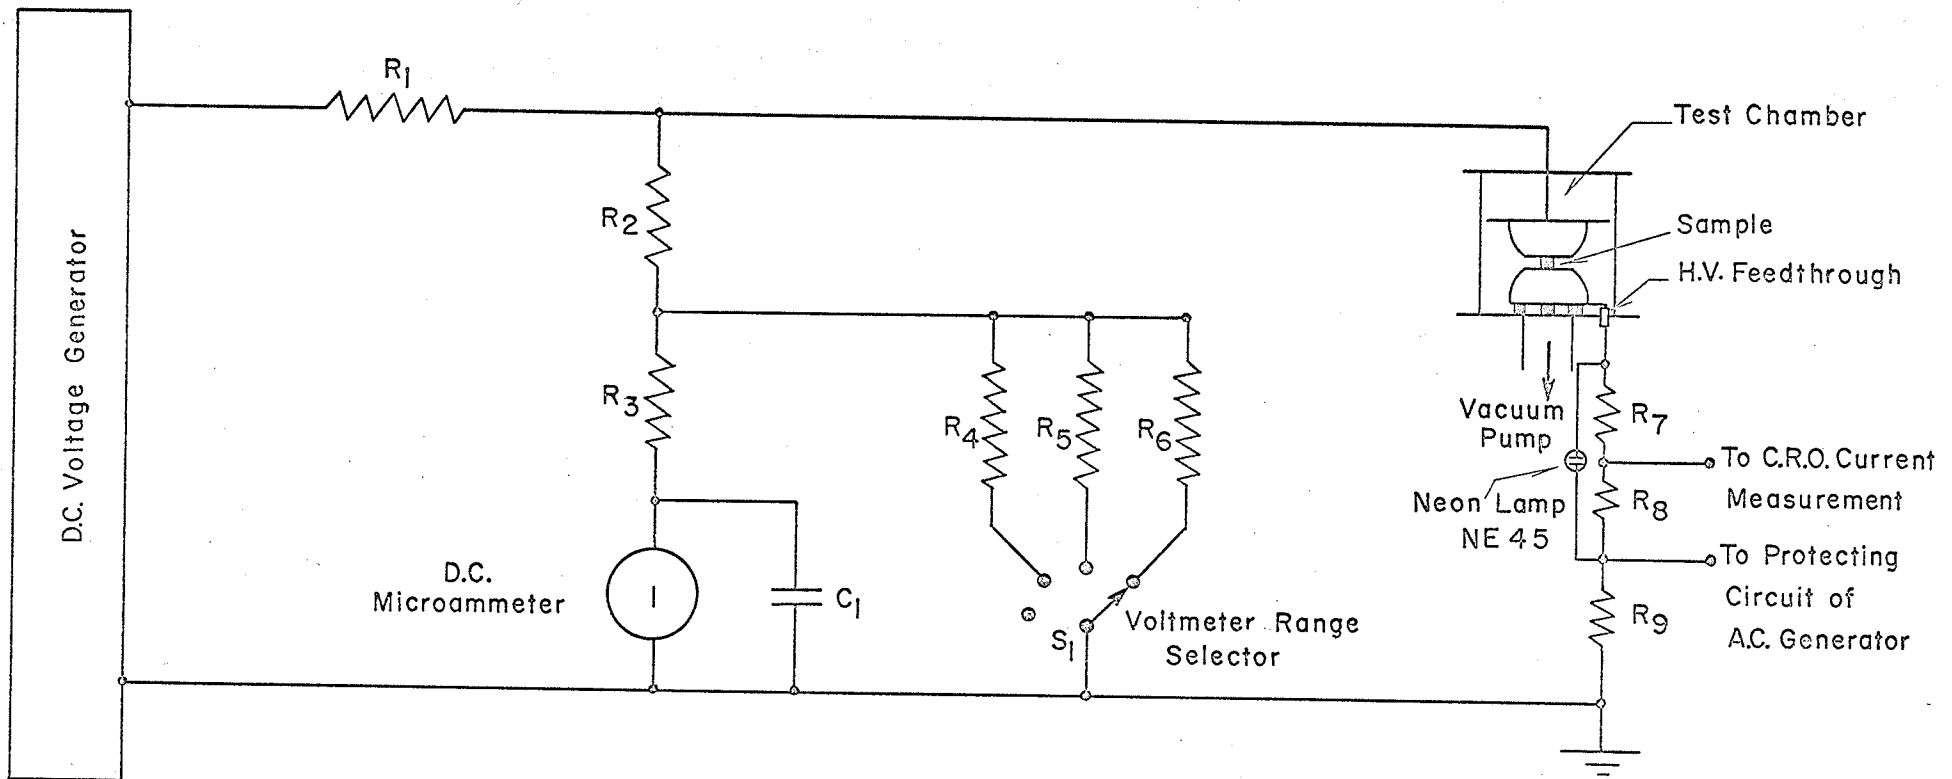 D.C. Voltage Generator
R1
R2
R3
D.C.
Microammeter
I
C1
R4
R5
R6
S1
Voltmeter Range
Selector
Test Chamber
Sample
H.V. Feedthrough
Vacuum
Pump
Neon Lamp
NE 45
R7
R8
R9
To C.R.O. Current
Measurement
To Protecting
Circuit of
A.C. Generator